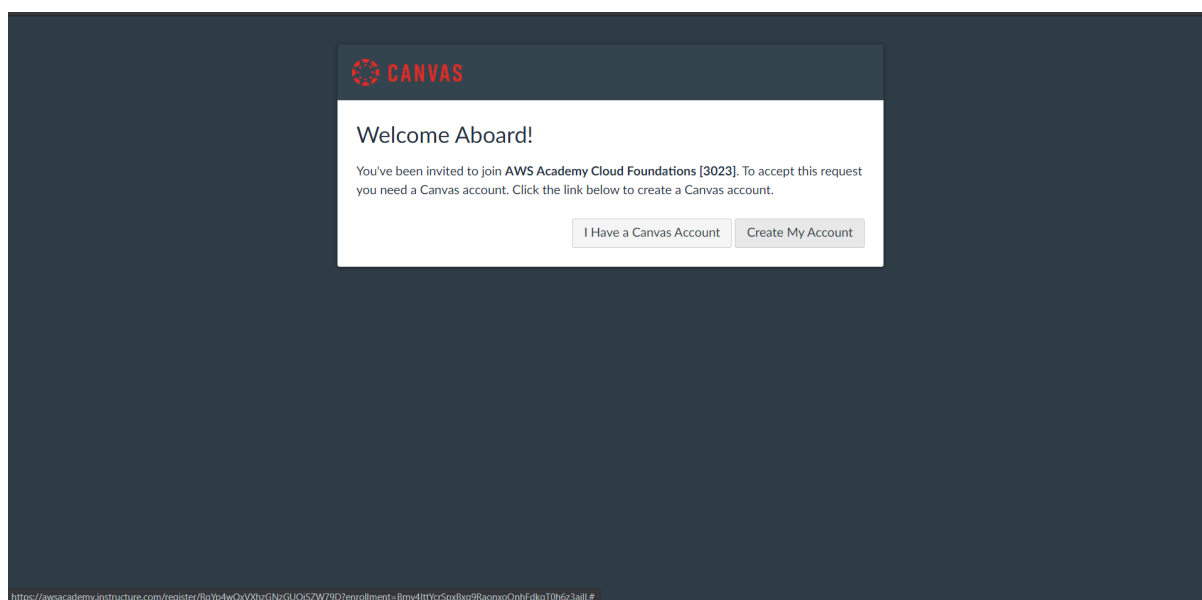 CANVAS
Welcome Aboard!
You've been invited to join AWS Academy Cloud Foundations [3023]. To accept this request
you need a Canvas account. Click the link below to create a Canvas account.
I Have a Canvas Account Create My Account